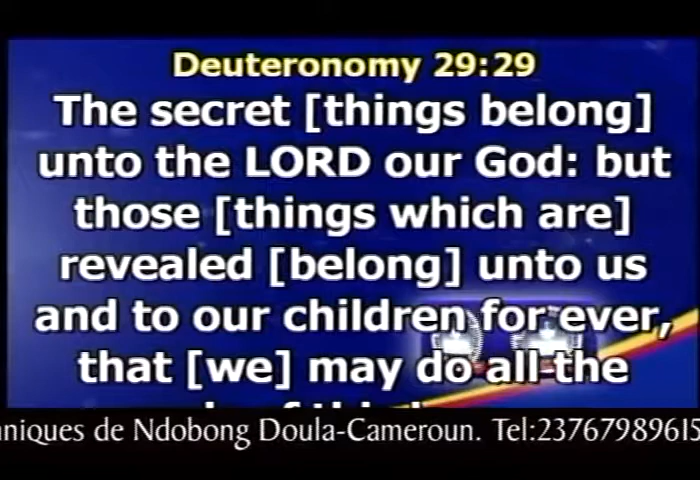 Deuteronomy 29:29
The secret [things belong]
unto the LORD our God: but
those [things which are]
revealed [belong] unto us
and to our children for ever,
that [we] may do all the
niques de Ndobong Doula-Cameroun. Tel:23767989615